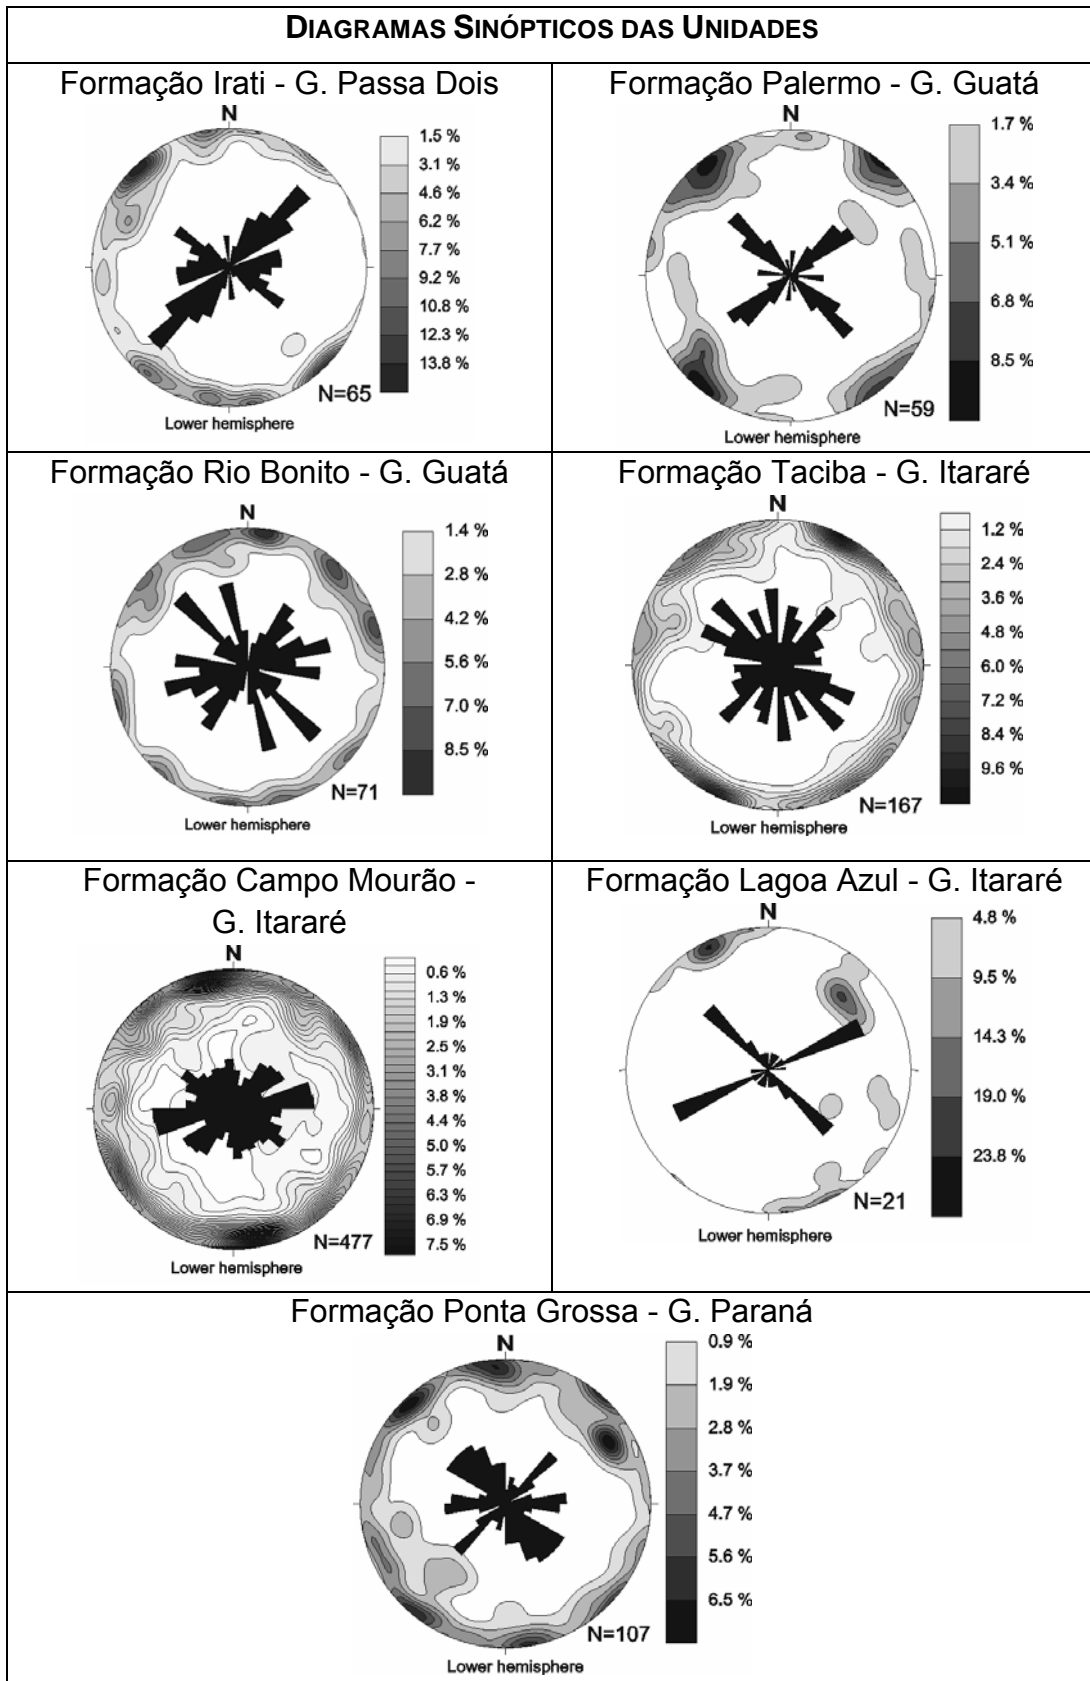 DIAGRAMAS SINÓPTICOS DAS UNIDADES
Formação Irati - G. Passa Dois
N
1.5 %
3.1 %
4.6 %
6.2 %
7.7 %
9.2 %
10.8 %
12.3 %
13.8 %
N=65
Lower hemisphere
Formação Palermo - G. Guatá
N
1.7 %
3.4 %
5.1 %
6.8 %
8.5 %
N=59
Lower hemisphere
Formação Rio Bonito - G. Guatá
N
1.4 %
2.8 %
4.2 %
5.6 %
7.0 %
8.5 %
N=71
Lower hemisphere
Formação Taciba - G. Itararé
N
1.2 %
2.4 %
3.6 %
4.8 %
6.0 %
7.2 %
8.4 %
9.6 %
N=167
Lower hemisphere
Formação Campo Mourão -
G. Itararé
N
0.6 %
1.3 %
1.9 %
2.5 %
3.1 %
3.8 %
4.4 %
5.0 %
5.7 %
6.3 %
6.9 %
7.5 %
N=477
Lower hemisphere
Formação Lagoa Azul - G. Itararé
N
4.8 %
9.5 %
14.3 %
19.0 %
23.8 %
N=21
Lower hemisphere
Formação Ponta Grossa - G. Paraná
N
0.9 %
1.9 %
2.8 %
3.7 %
4.7 %
5.6 %
6.5 %
N=107
Lower hemisphere